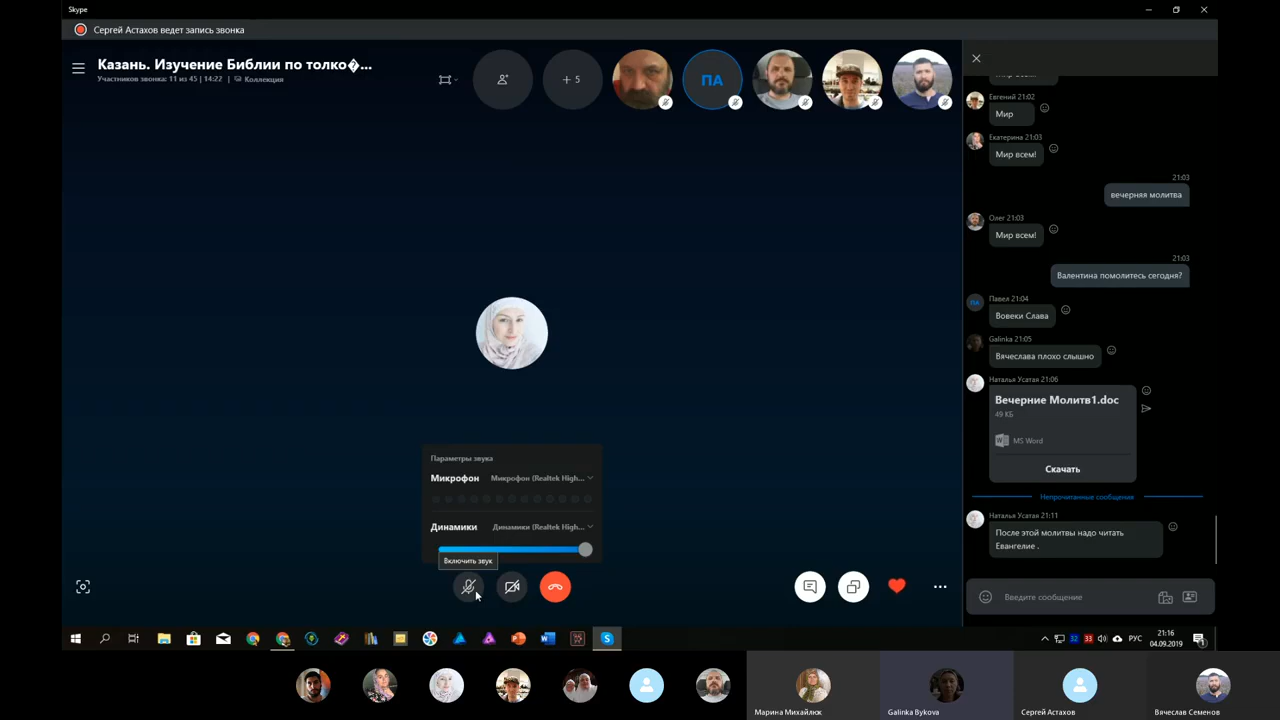 Skype
Сергей Астахов ведет запись звонка
Казань. Изучение Библии по толко�...
Участников звонка: 11 из 45 | 14:22 | Коллекция
+ 5
ПА
Евгений 21:02
Мир
Екатерина 21:03
Мир всем!
21:03
вечерняя молитва
Олег 21:03
Мир всем!
21:03
Валентина помолитесь сегодня?
ПА
Павел 21:04
Вовеки Слава
Galinka 21:05
Вячеслава плохо слышно
Наталья Усатая 21:06
Вечерние Молитв1.doc
49 КБ
MS Word
Скачать
Непрочитанные сообщения
Наталья Усатая 21:11
После этой молитвы надо читать
Евангелие .
Введите сообщение
Параметры звука
Микрофон Микрофон (Realtek High...
Динамики Динамики (Realtek High...
Включить звук
32 33 РУС
21:16
04.09.2019
Марина Михайлюк
Galinka Bykova
Сергей Астахов
Вячеслав Семенов